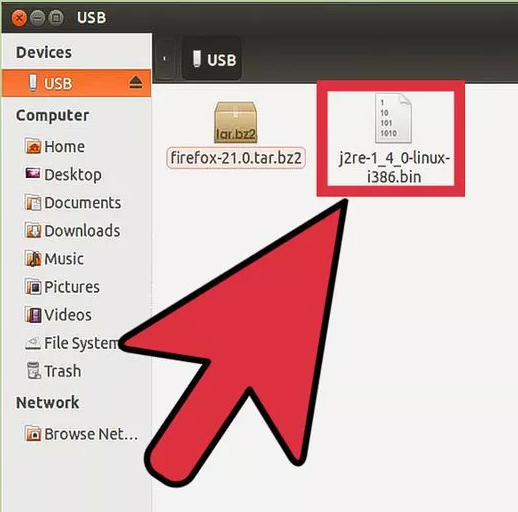 USB
Devices
USB
Computer
Home
Desktop
Documents
Downloads
Music
Pictures
Videos
File System
Trash
Network
Browse Net...
USB
tar.bz2
firefox-21.0.tar.bz2
1
10
101
1010
j2re-1_4_0-linux-
i386.bin